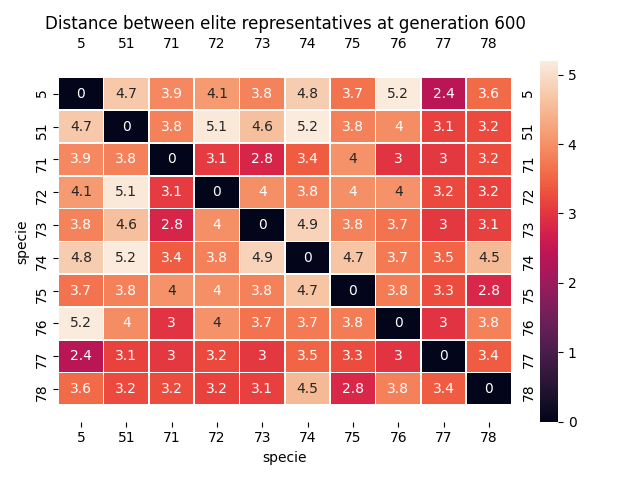 Distance between elite representatives at generation 600
5 51 71 72 73 74 75 76 77 78
5 0 4.7 3.9 4.1 3.8 4.8 3.7 5.2 2.4 3.6 5
51 4.7 0 3.8 5.1 4.6 5.2 3.8 4 3.1 3.2 51
71 3.9 3.8 0 3.1 2.8 3.4 4 3 3 3.2 71
72 4.1 5.1 3.1 0 4 3.8 4 4 3.2 3.2 72
73 3.8 4.6 2.8 4 0 4.9 3.8 3.7 3 3.1 73
74 4.8 5.2 3.4 3.8 4.9 0 4.7 3.7 3.5 4.5 74
75 3.7 3.8 4 4 3.8 4.7 0 3.8 3.3 2.8 75
76 5.2 4 3 4 3.7 3.7 3.8 0 3 3.8 76
77 2.4 3.1 3 3.2 3 3.5 3.3 3 0 3.4 77
78 3.6 3.2 3.2 3.2 3.1 4.5 2.8 3.8 3.4 0 78
5 51 71 72 73 74 75 76 77 78
specie
specie
5
4
3
2
1
0